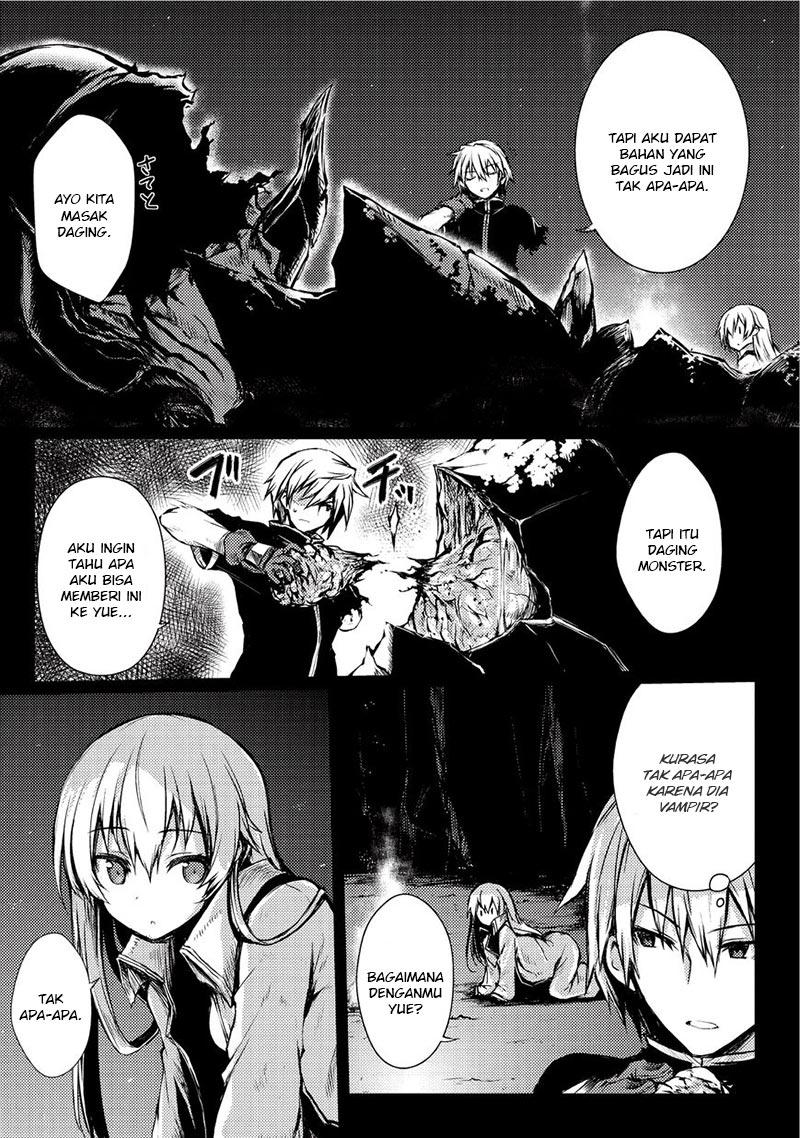 TAPI AKU DAPAT
BAHAN YANG
BAGUS JADI INI
TAK APA-APA.
さてと
AYO KITA
MASAK
DAGING.
TAPI ITU
DAGING
MONSTER.
ブチッ
AKU INGIN
TAHU APA
AKU BISA
MEMBERI INI
KE YUE...
KURASA
TAK APA-APA
KARENA DIA
VAMPIR?
BAGAIMANA
DENGANMU
YUE?
TAK
APA-APA.